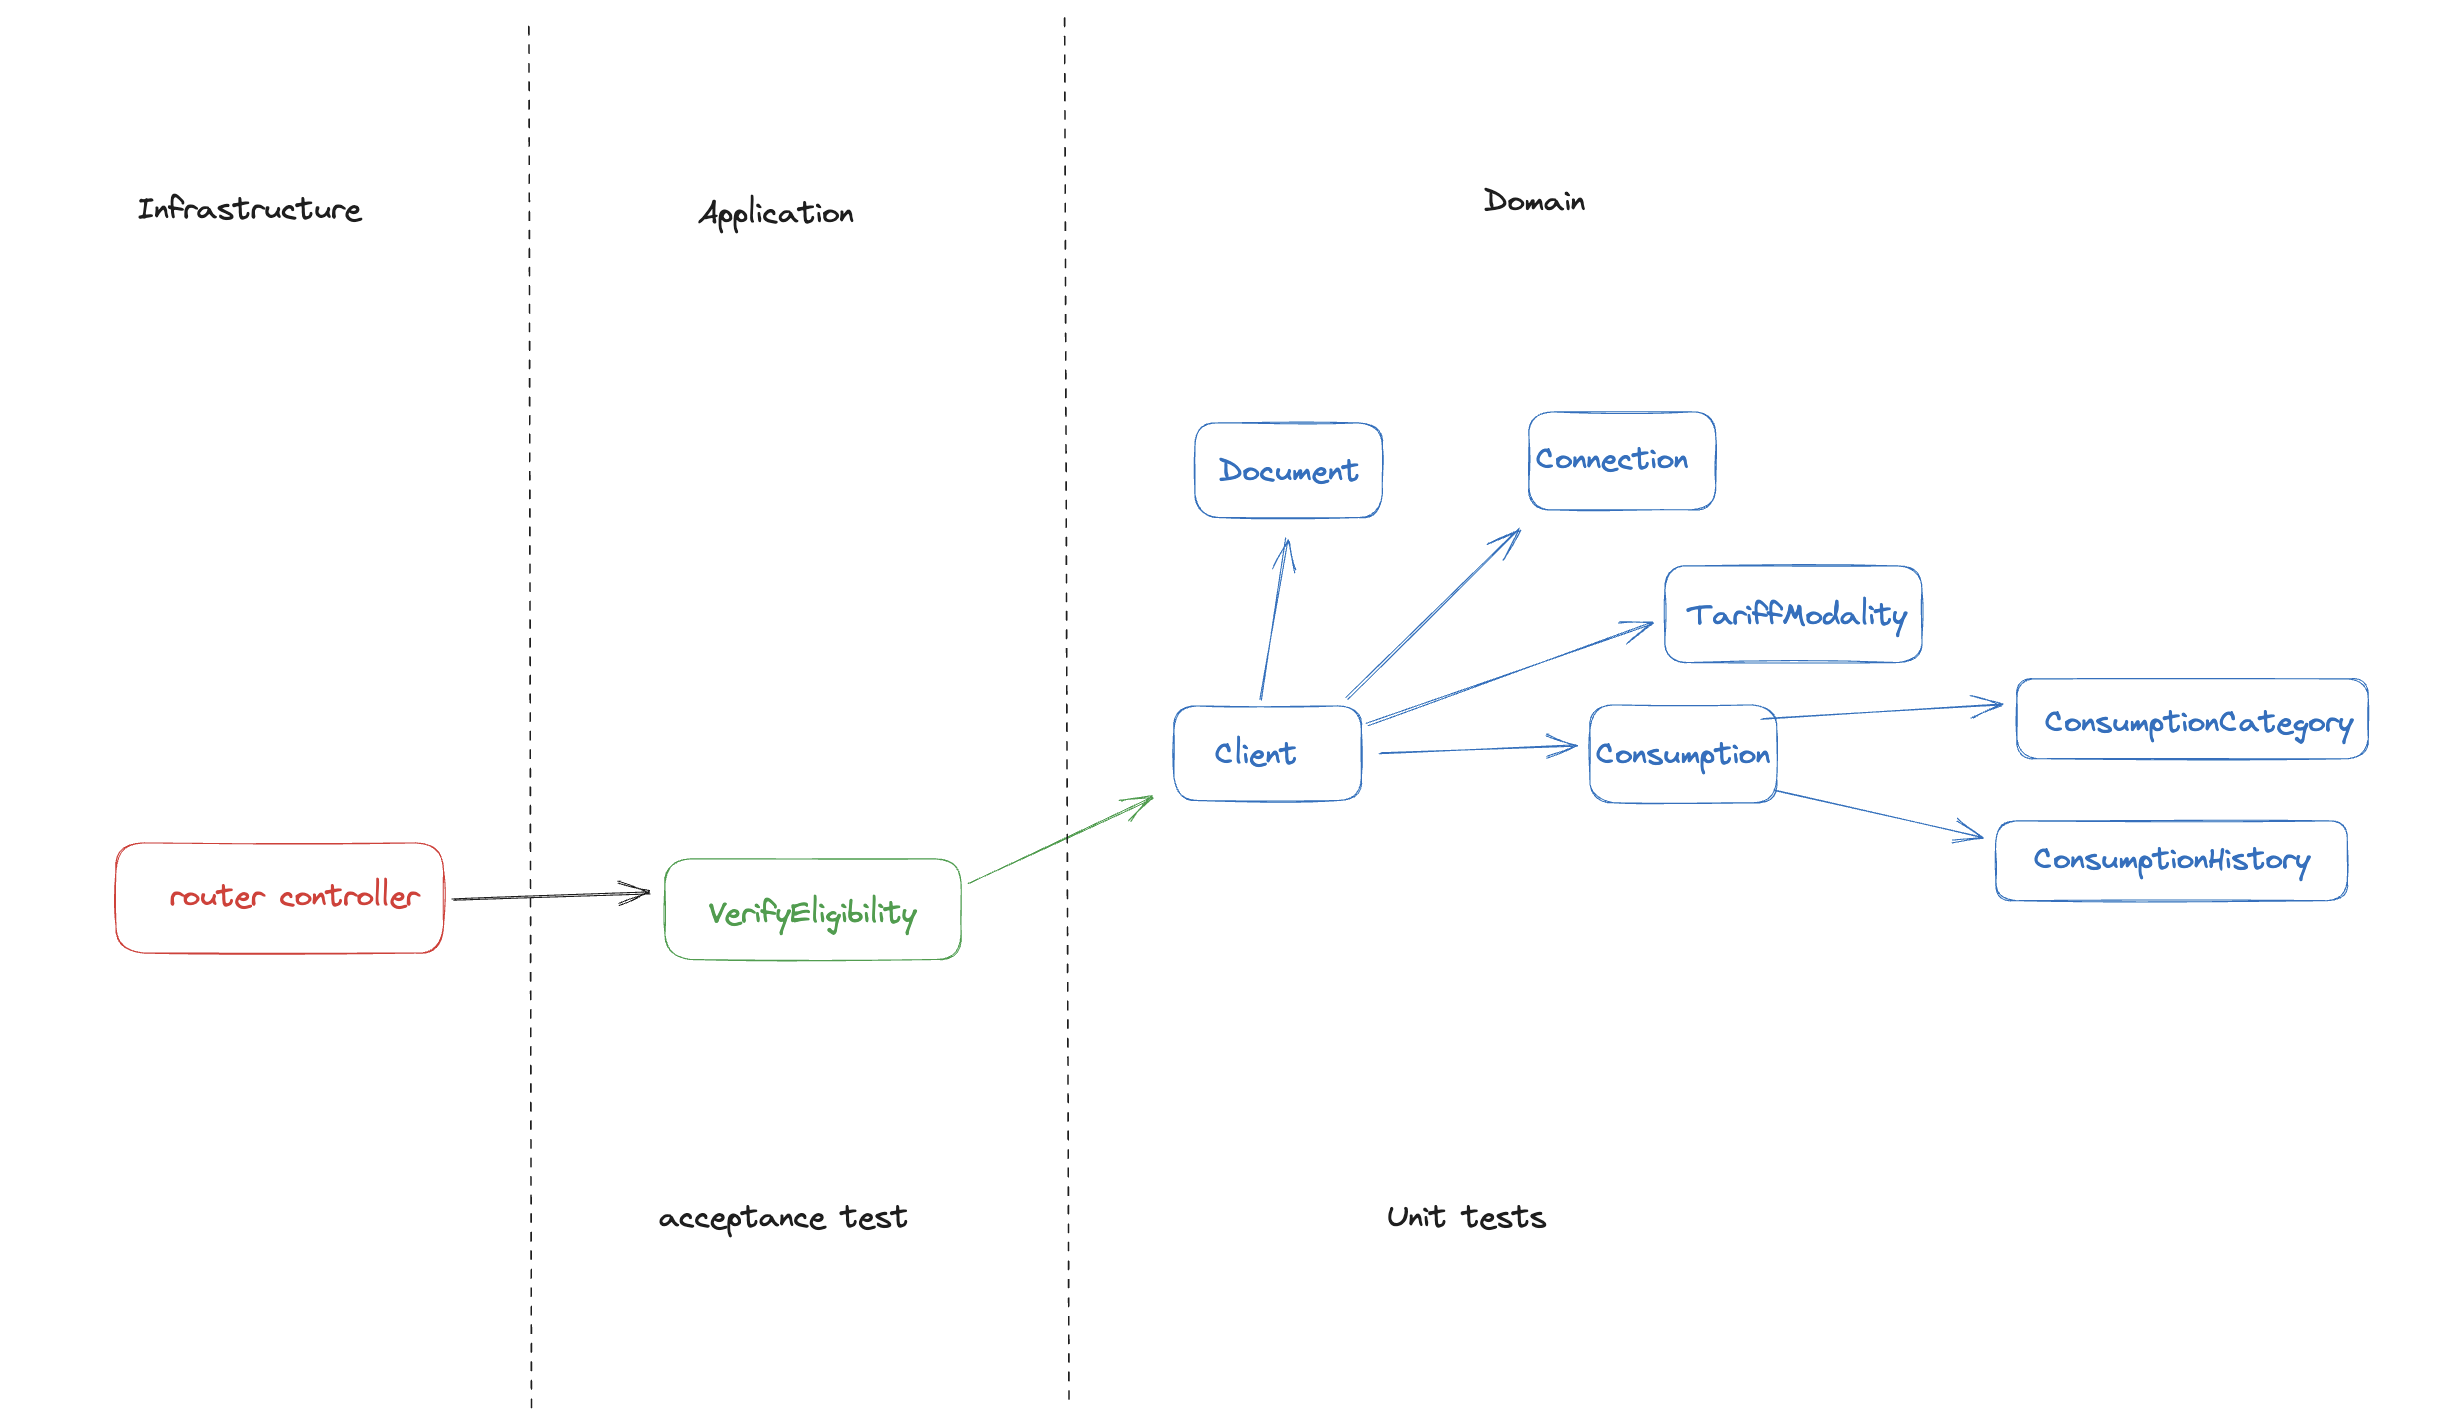 Infrastructure
Application
Domain
Document
Connection
TariffModality
Client
Consumption
ConsumptionCategory
ConsumptionHistory
router controller
VerifyEligibility
acceptance test
Unit tests